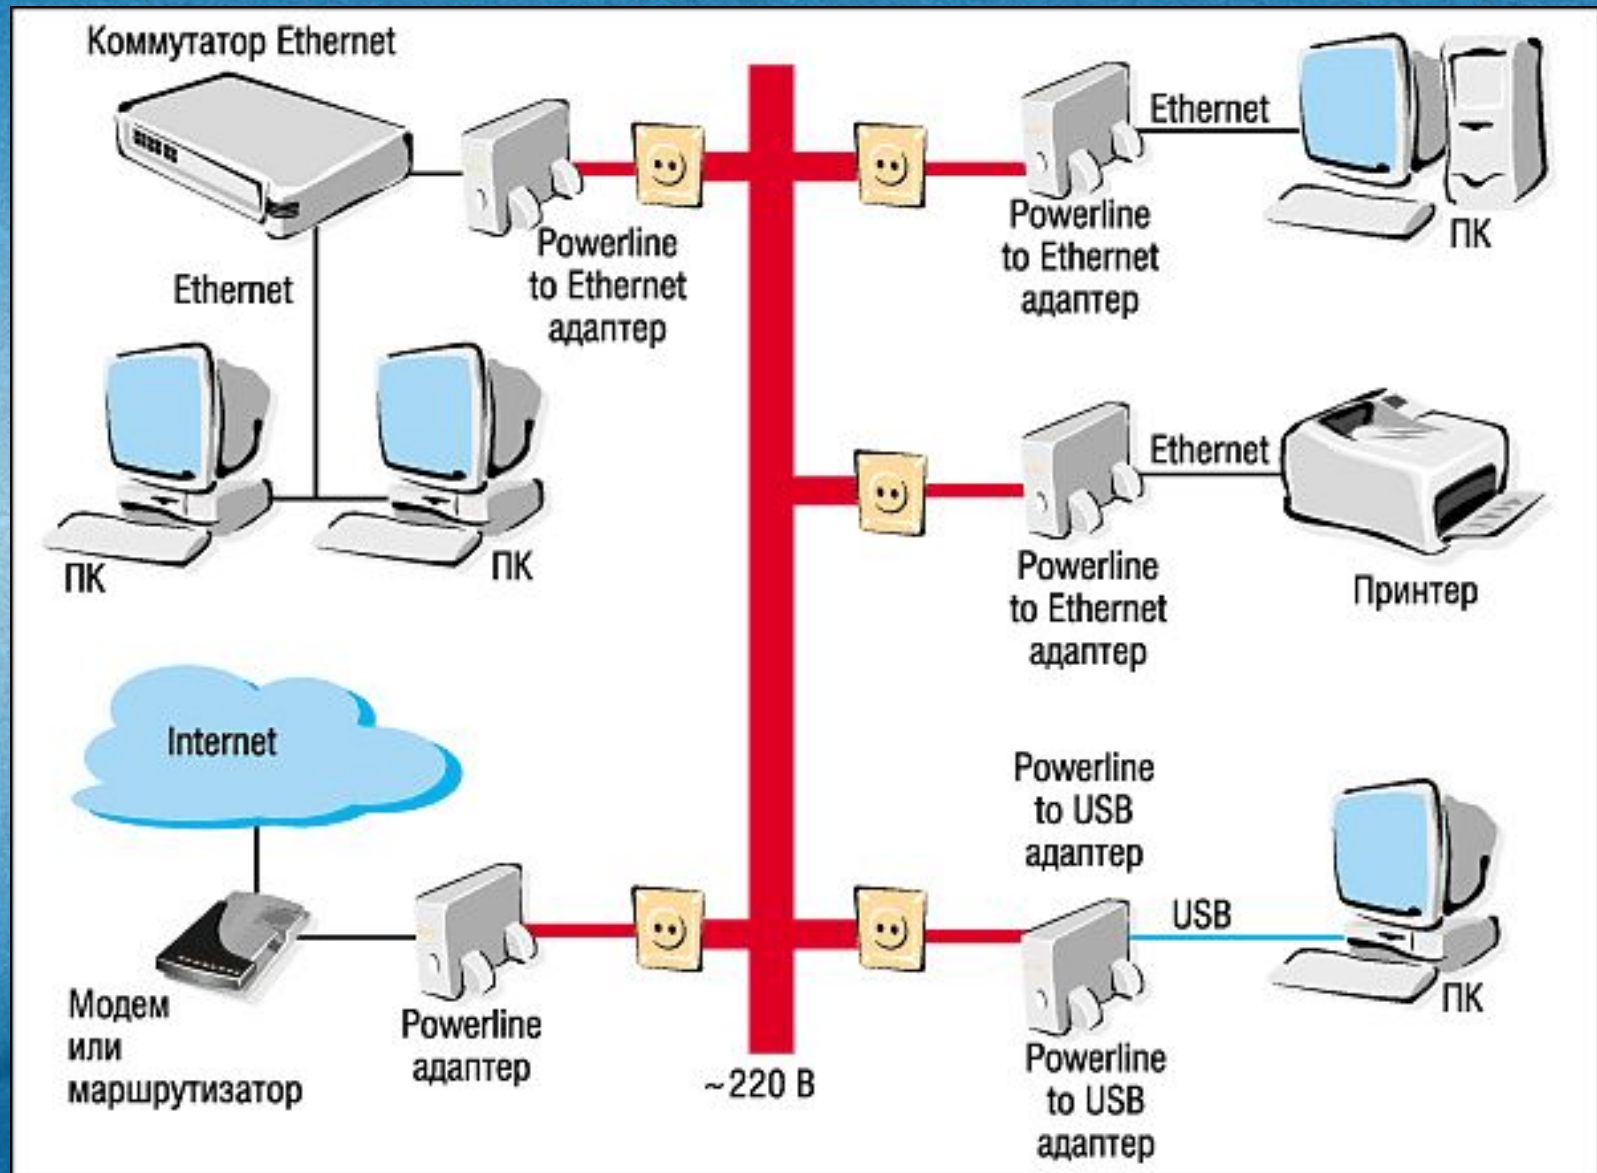 Коммутатор Ethernet
Ethernet
Powerline
to Ethernet
адаптер
ПК
ПК
Ethernet
Powerline
to Ethernet
адаптер
ПК
Ethernet
Powerline
to Ethernet
адаптер
Принтер
Internet
Модем
или
маршрутизатор
Powerline
адаптер
~220 В
Powerline
to USB
адаптер
USB
ПК
Powerline
to USB
адаптер